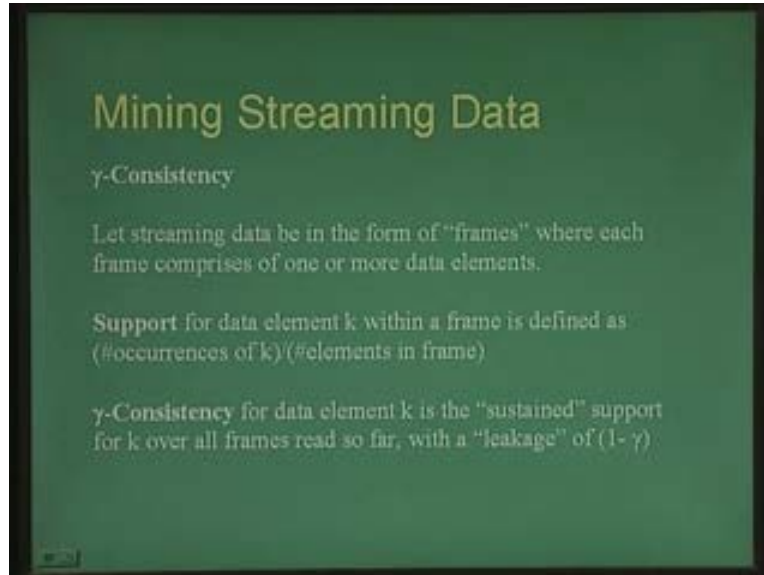 Mining Streaming Data
γ-Consistency
Let streaming data be in the form of “frames” where each
frame comprises of one or more data elements.
Support for data element k within a frame is defined as
(#occurrences of k)/(#elements in frame)
γ-Consistency for data element k is the “sustained” support
for k over all frames read so far, with a “leakage” of (1- γ)